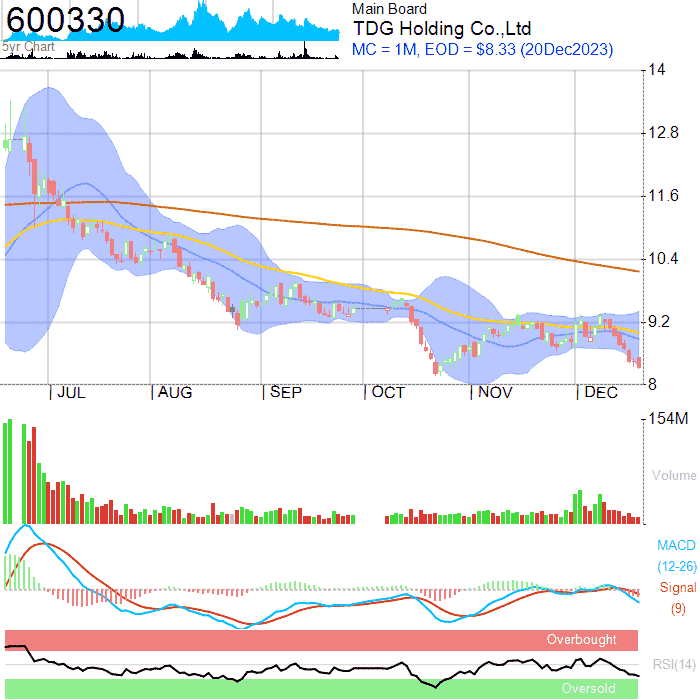 600330
5yr Chart
Main Board
TDG Holding Co.,Ltd
MC = 1M, EOD = $8.33 (20Dec2023)
14
12.8
11.6
10.4
9.2
8
JUL AUG SEP OCT NOV DEC
154M
Volume
MACD
(12-26)
Signal
(9)
Overbought
RSI(14)
Oversold